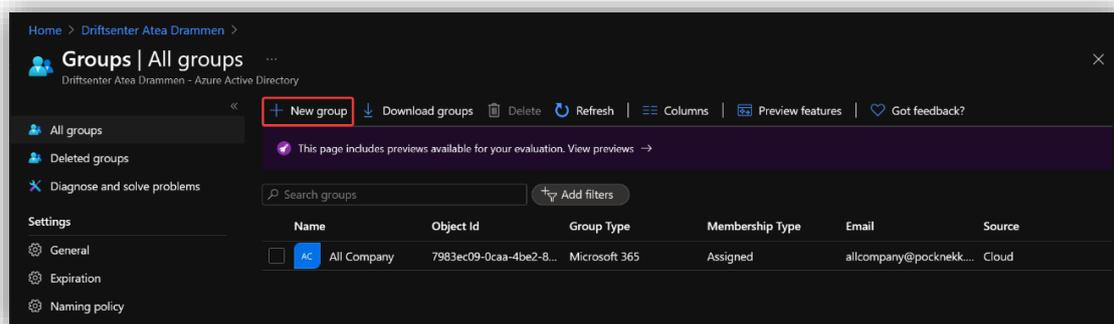 Home > Driftsenter Atea Drammen >
Groups | All groups ...
Driftsenter Atea Drammen - Azure Active Directory
«
+ New group Download groups Delete Refresh | Columns | Preview features | Got feedback?
This page includes previews available for your evaluation. View previews →
All groups
Deleted groups
Diagnose and solve problems
Settings
General
Expiration
Naming policy
Search groups Add filters
Name Object Id Group Type Membership Type Email Source
AC All Company 7983ec09-0caa-4be2-8... Microsoft 365 Assigned allcompany@pocknekk.... Cloud